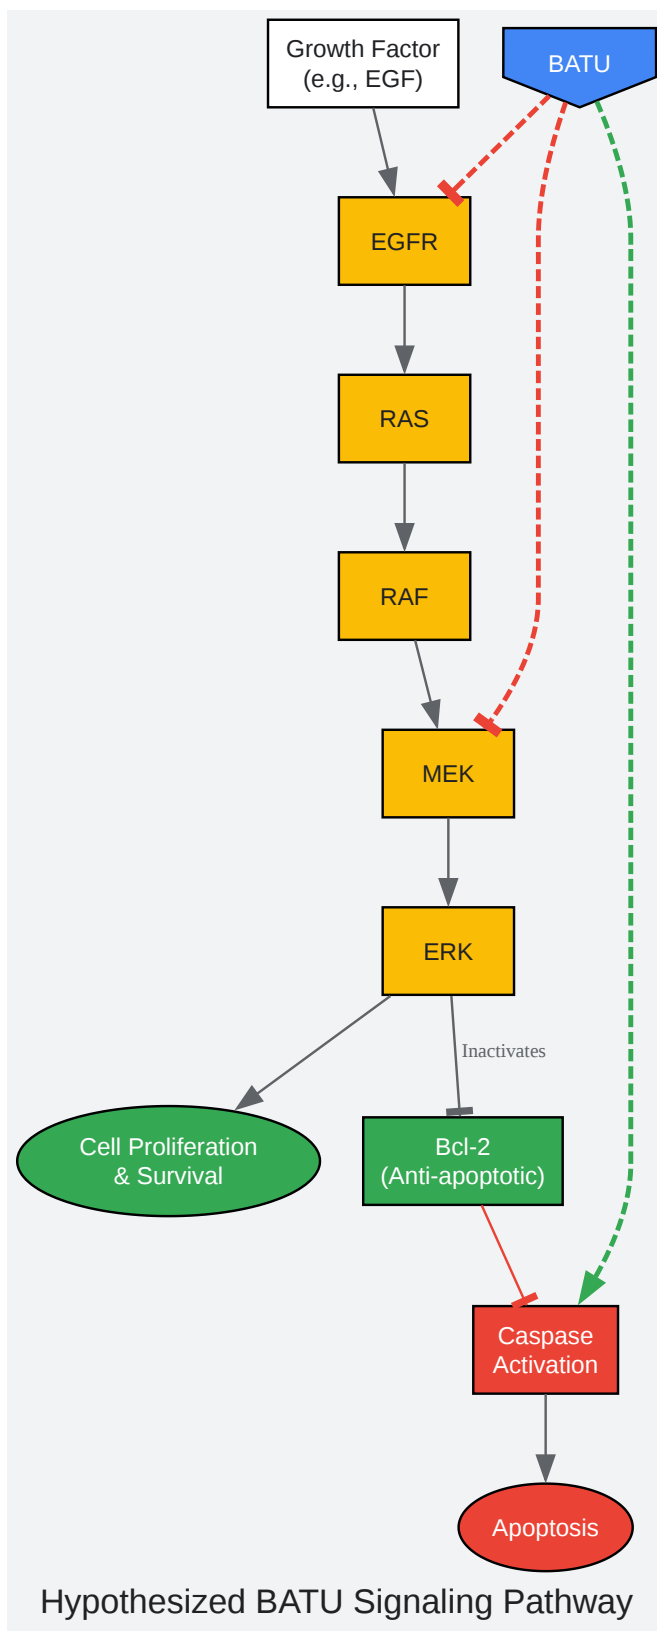 Growth Factor
(e.g., EGF)
BATU
EGFR
RAS
RAF
MEK
ERK
Inactivates
Cell Proliferation
& Survival
Bcl-2
(Anti-apoptotic)
Caspase
Activation
Apoptosis
Hypothesized BATU Signaling Pathway